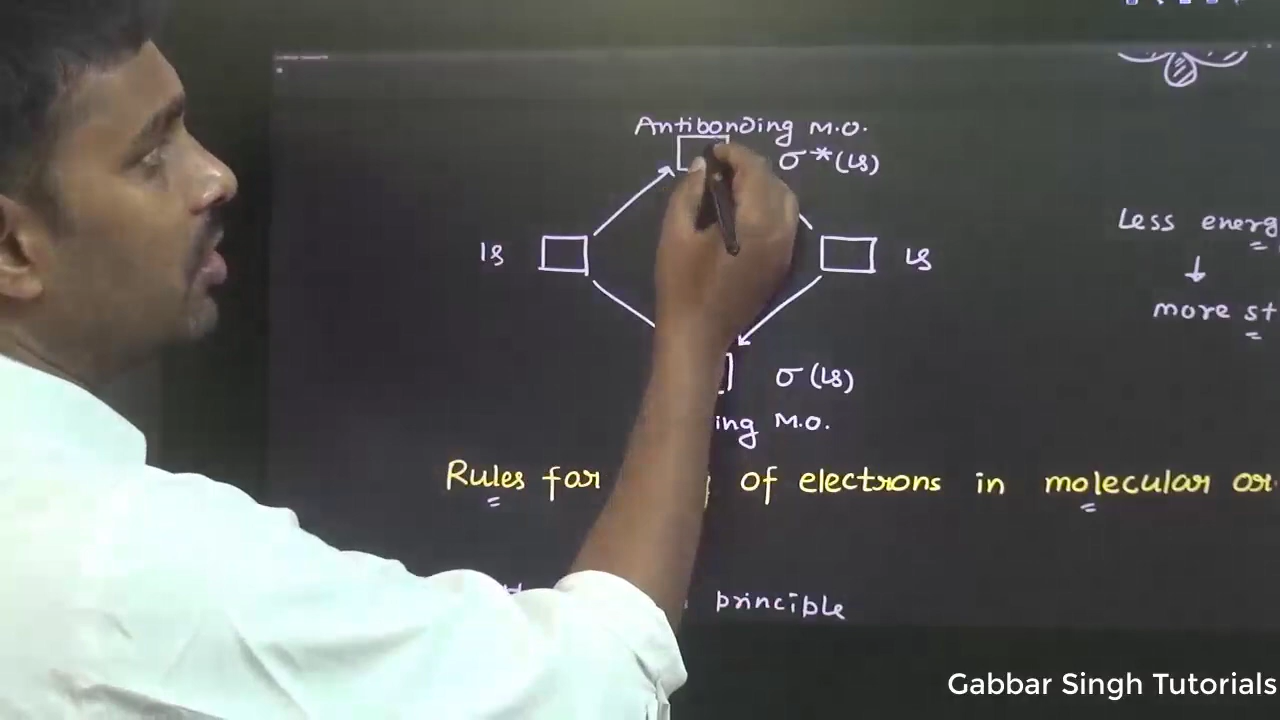 Antibonding M.O.
σ*(1s)
Less energ
1s
1s
more st
σ(1s)
ing M.O.
Rules for of electrons in molecular or
principle
Gabbar Singh Tutorials